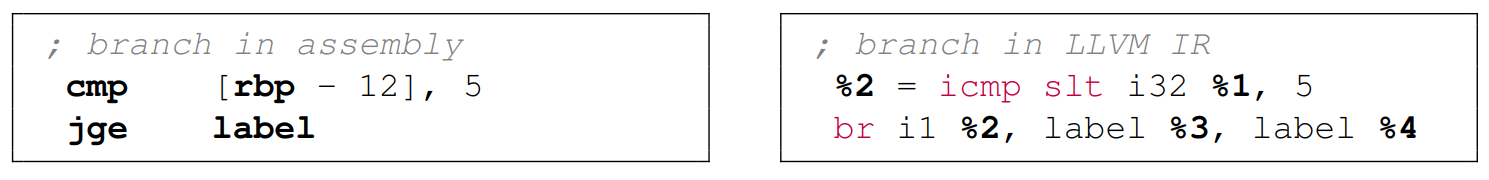 ; branch in assembly
cmp [rbp - 12], 5
jge label
; branch in LLVM IR
%2 = icmp slt i32 %1, 5
br i1 %2, label %3, label %4